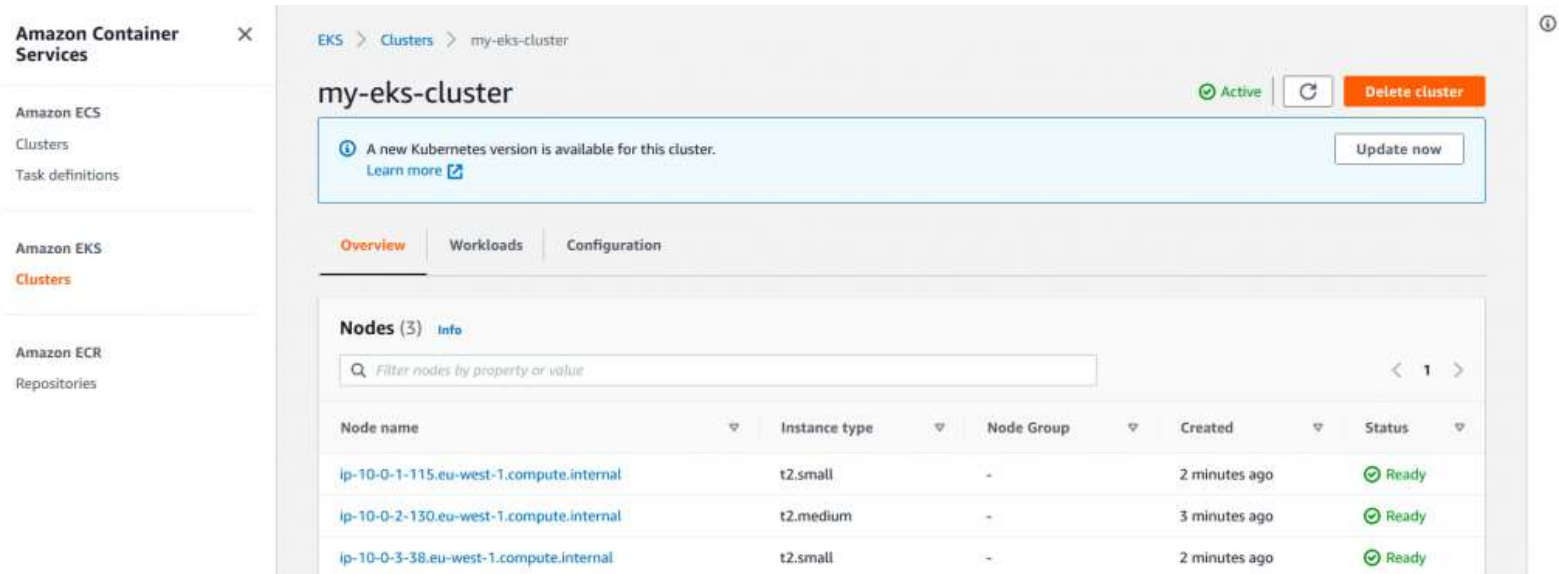 Amazon Container
Services
Amazon ECS
Clusters
Task definitions
Amazon EKS
Clusters
Amazon ECR
Repositories
EKS > Clusters > my-eks-cluster
my-eks-cluster
Active
Delete cluster
A new Kubernetes version is available for this cluster.
Learn more
Update now
Overview
Workloads
Configuration
Nodes (3) Info
Filter nodes by property or value
< 1 >
Node name Instance type Node Group Created Status
ip-10-0-1-115.eu-west-1.compute.internal t2.small - 2 minutes ago Ready
ip-10-0-2-130.eu-west-1.compute.internal t2.medium - 3 minutes ago Ready
ip-10-0-3-38.eu-west-1.compute.internal t2.small - 2 minutes ago Ready